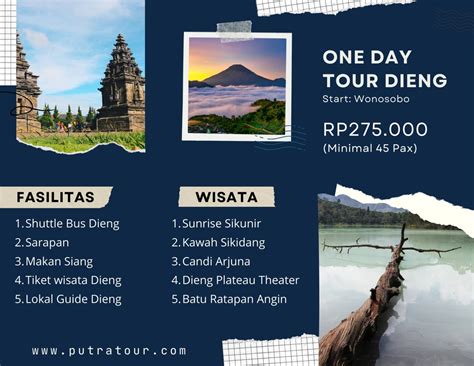 ONE DAY
TOUR DIENG
Start: Wonosobo
RP275.000
(Minimal 45 Pax)
FASILITAS
1. Shuttle Bus Dieng
2. Sarapan
3. Makan Siang
4. Tiket wisata Dieng
5. Lokal Guide Dieng
WISATA
1. Sunrise Sikunir
2. Kawah Sikidang
3. Candi Arjuna
4. Dieng Plateau Theater
5. Batu Ratapan Angin
www.putratour.com